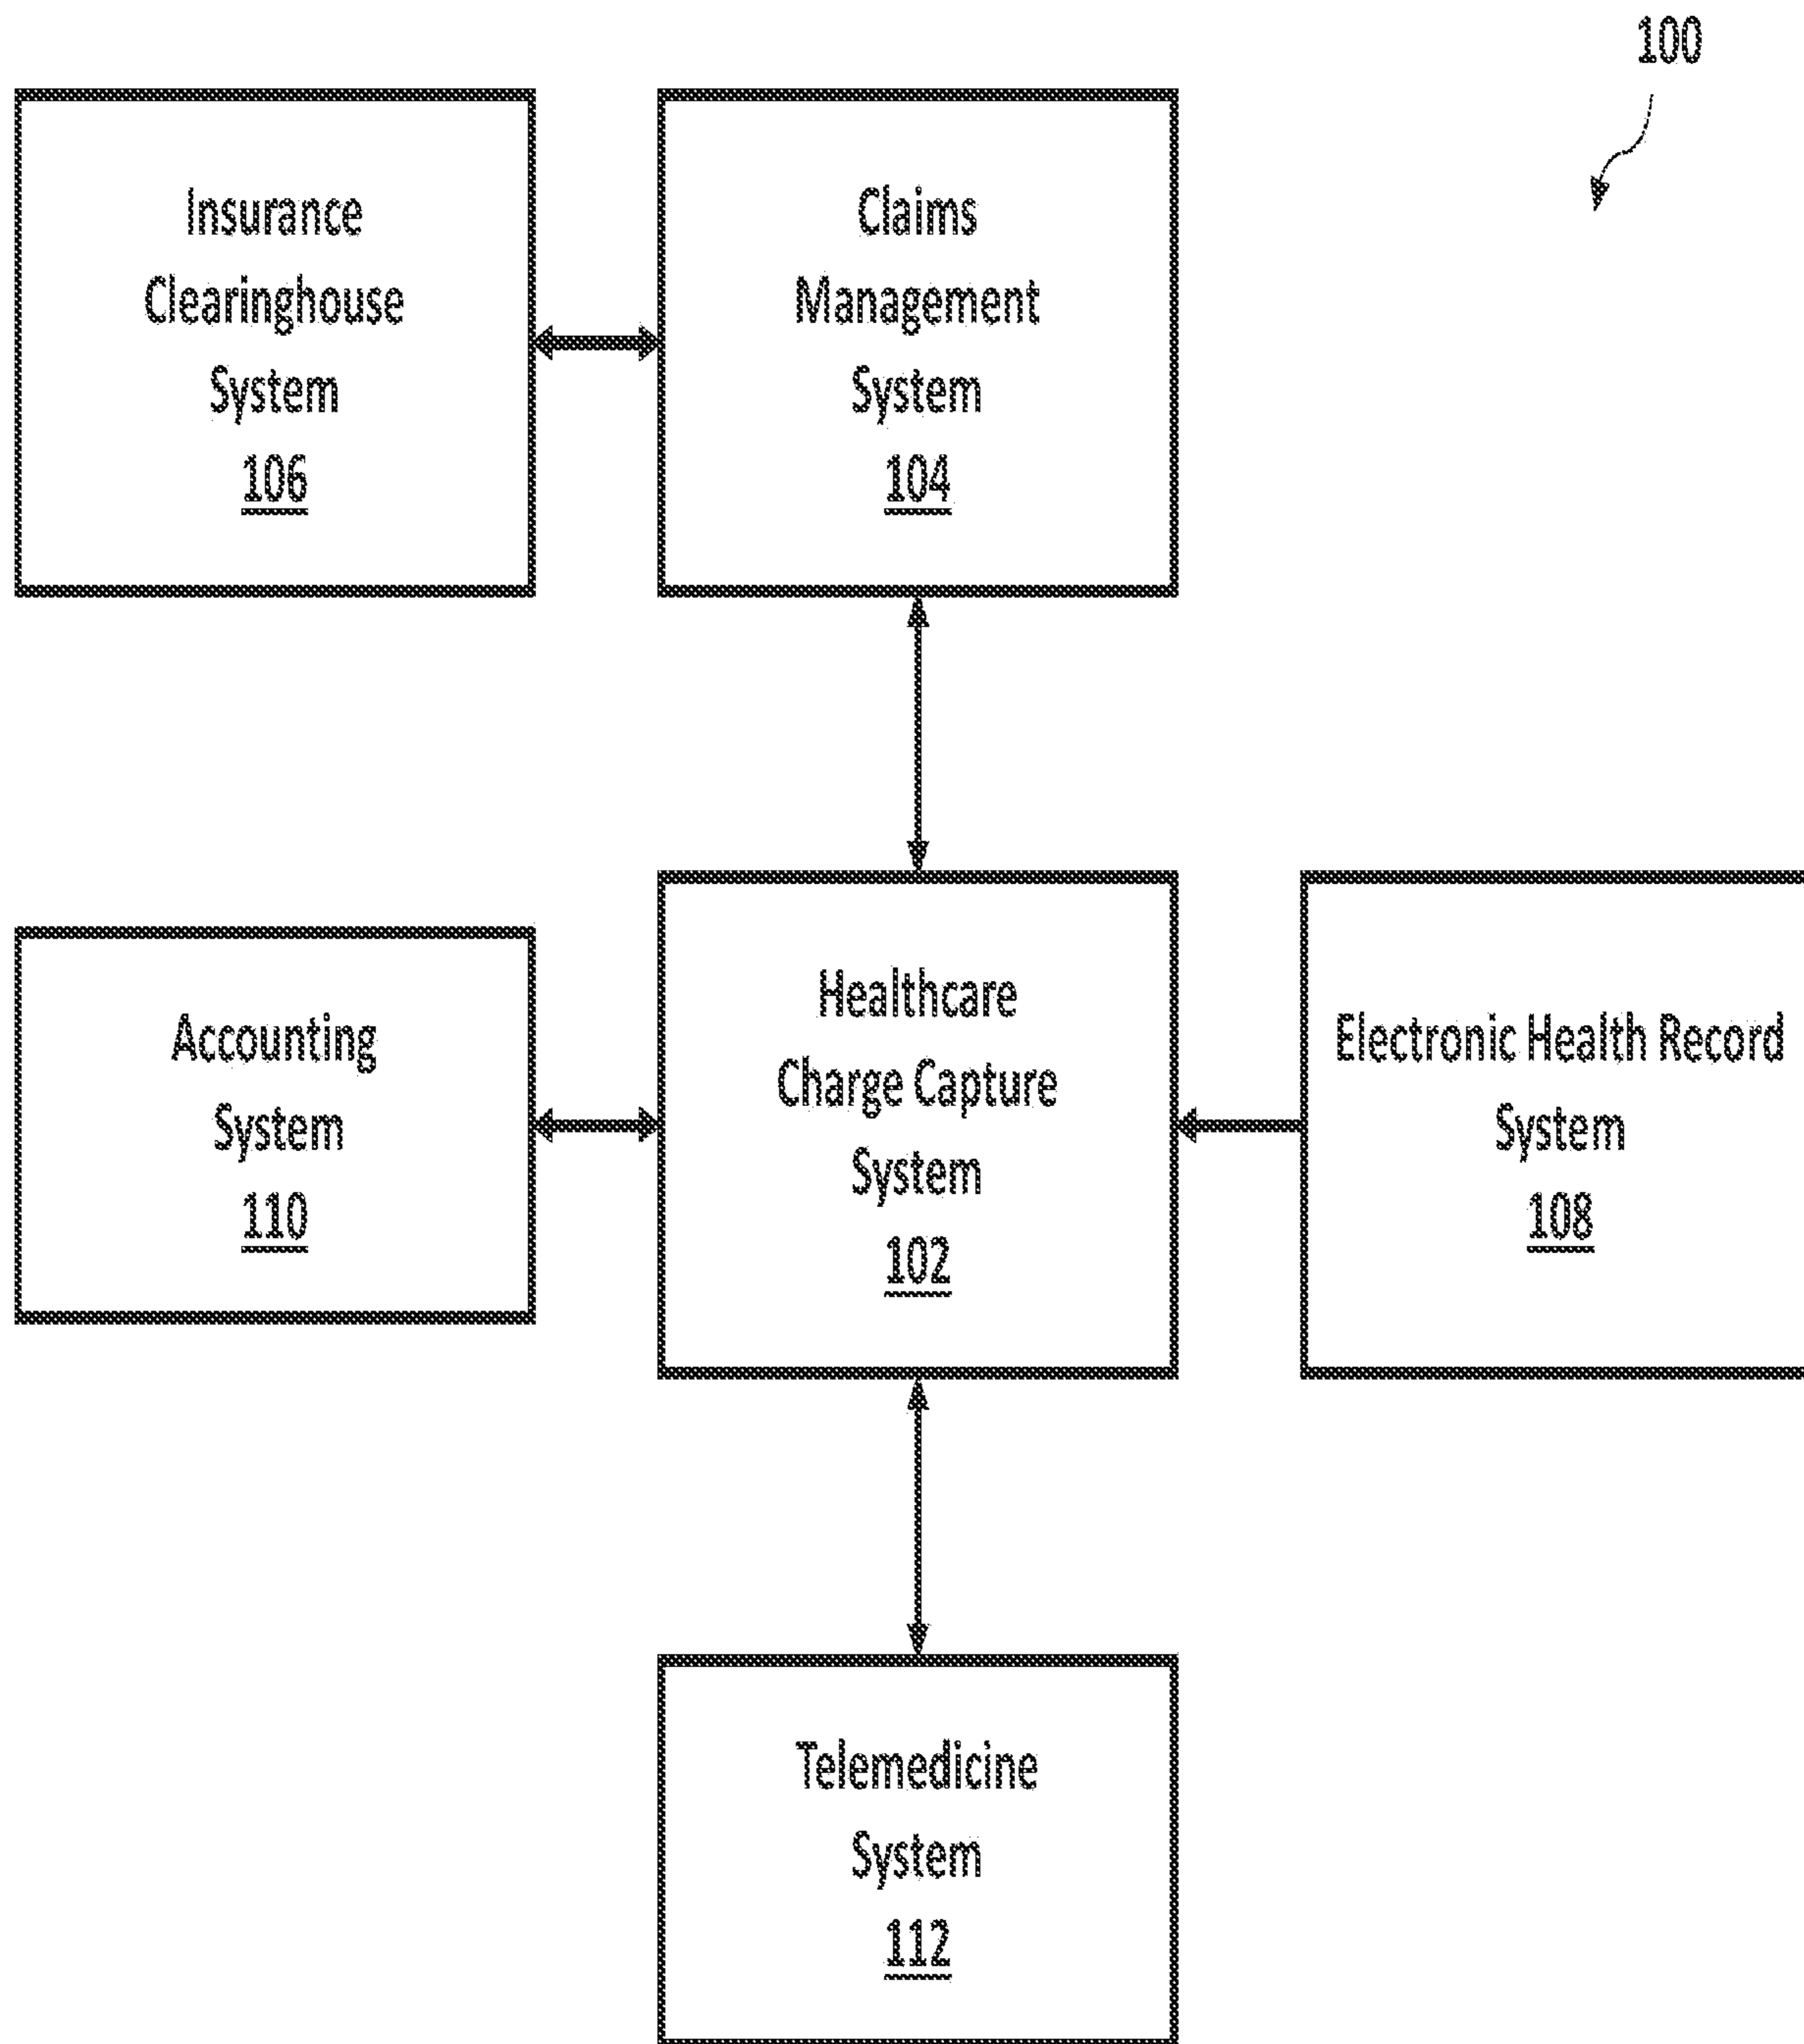 100
Insurance
Clearinghouse
System
106
Claims
Management
System
104
Accounting
System
110
Healthcare
Charge Capture
System
102
Electronic Health Record
System
108
Telemedicine
System
112